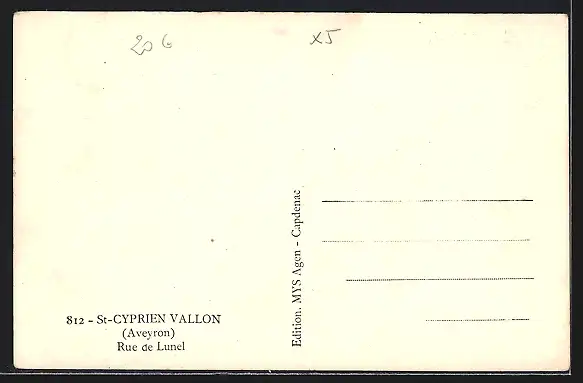 206
X5
812 - St-CYPRIEN VALLON
(Aveyron)
Rue de Lunel
Edition. MYS Agen - Capdenac